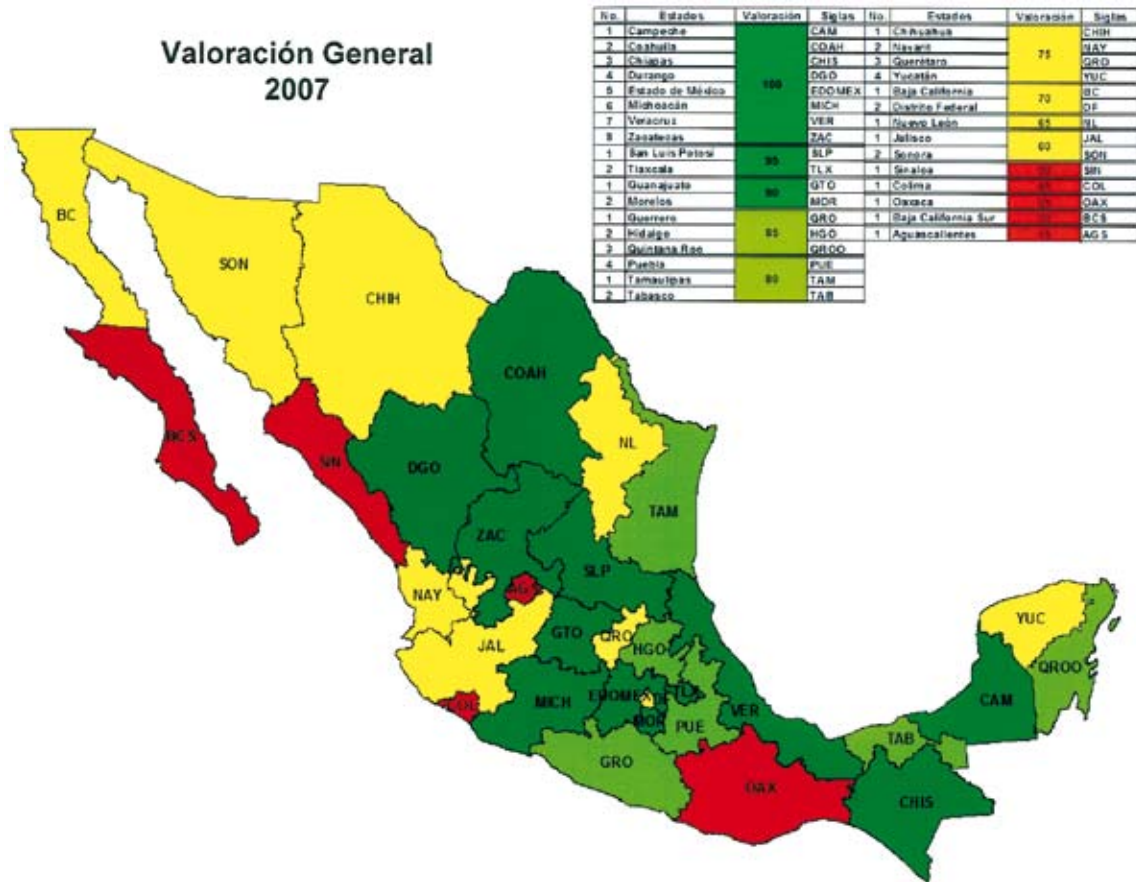 Valoración General
2007
No. Estados Valoración Siglas No. Estados Valoración Siglas
1 Campeche CAM 1 Chihuahua CHIH
2 Coahuila COAH 2 Nayarit NAY
3 Chiapas CHIS 3 Querétaro 75 QRO
4 Durango 100 DGO 4 Yucatán YUC
5 Estado de México EDOMEX 1 Baja California BC
6 Michoacán MICH 2 Distrito Federal 70 DF
7 Veracruz VER 1 Nuevo León 65 NL
8 Zacatecas ZAC 1 Jalisco 60 JAL
1 San Luis Potosí 95 SLP 2 Sonora SON
2 Tlaxcala TLX 1 Sinaloa SIN
1 Guanajuato 90 GTO 1 Colima COL
2 Morelos MOR 1 Oaxaca OAX
1 Guerrero GRO 1 Baja California Sur BCS
2 Hidalgo 85 HGO 1 Aguascalientes AGS
3 Quintana Roo QROO
4 Puebla PUE
1 Tamaulipas 80 TAM
2 Tabasco TAB
BC
SON
CHIH
COAH
BCS
SIN
DGO
NL
TAM
ZAC
SLP
NAY
AGS
JAL
GTO
QRO
HGO
YUC
QROO
COL
MICH
EDOMEX
DF
TLX
MOR
PUE
VER
CAM
TAB
GRO
OAX
CHIS